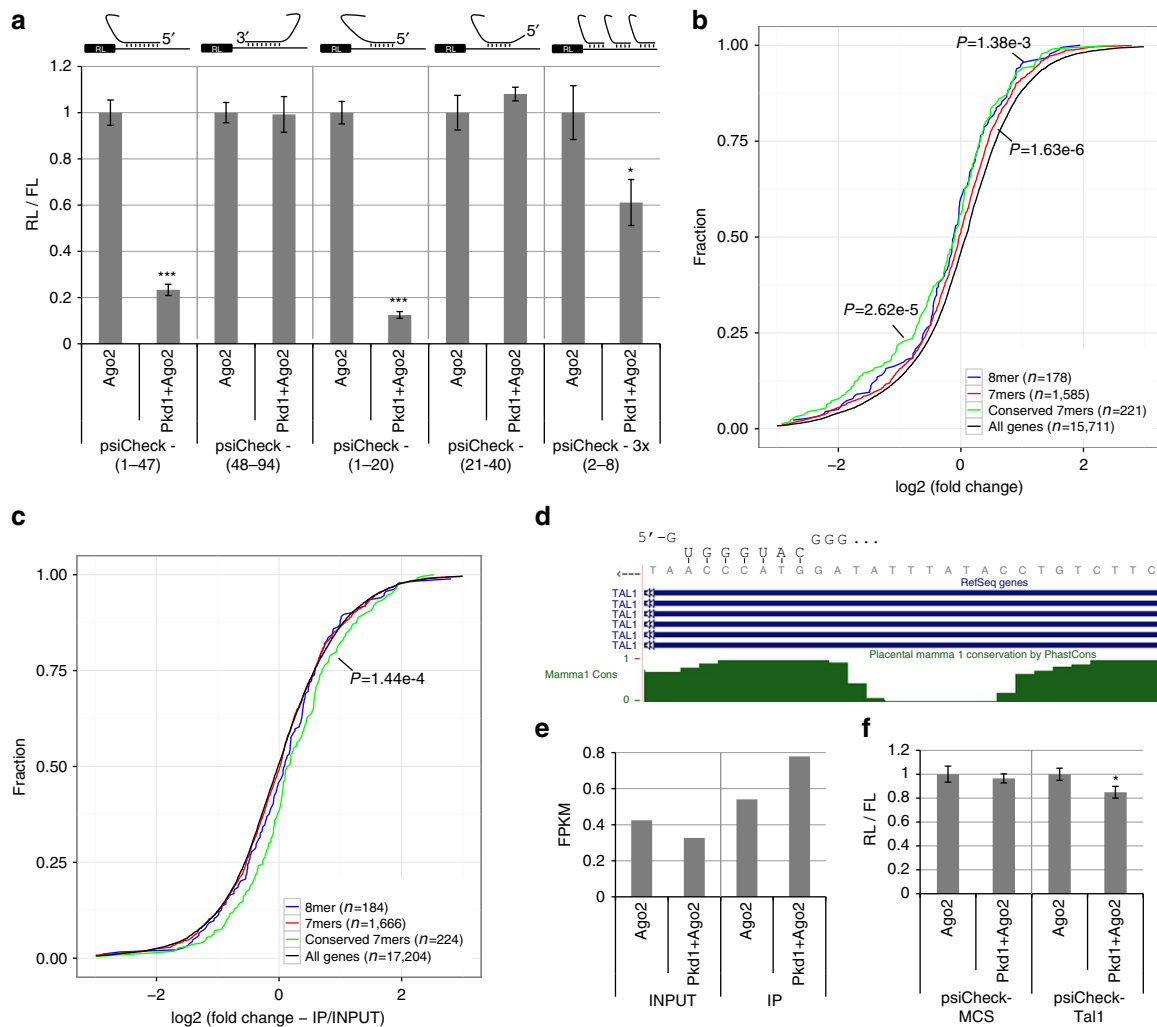 a
5′
3′
5′
5′
RL
RL
RL
RL
RL
1.2
1
0.8
0.6
0.4
0.2
0
RL / FL
***
***
*
Ago2
Pkd1+Ago2
Ago2
Pkd1+Ago2
Ago2
Pkd1+Ago2
Ago2
Pkd1+Ago2
Ago2
Pkd1+Ago2
psiCheck -
(1–47)
psiCheck -
(48–94)
psiCheck -
(1–20)
psiCheck -
(21-40)
psiCheck - 3x
(2–8)
b
1.00
0.75
0.50
0.25
0.00
Fraction
P=1.38e-3
P=1.63e-6
P=2.62e-5
8mer (n=178)
7mers (n=1,585)
Conserved 7mers (n=221)
All genes (n=15,711)
−2
0
2
log2 (fold change)
c
1.00
0.75
0.50
0.25
0.00
Fraction
P=1.44e-4
8mer (n=184)
7mers (n=1,666)
Conserved 7mers (n=224)
All genes (n=17,204)
−2
0
2
log2 (fold change – IP/INPUT)
d
5′–G
UGGGUAC
GGG...
<---
T A A C C C A T G G A T A T T T A T A C C T G T C T T C
RefSeq genes
TAL1
TAL1
TAL1
TAL1
TAL1
TAL1
Placental mamma 1 conservation by PhastCons
Mamma1 Cons
1
0
e
0.8
0.6
0.4
0.2
0
FPKM
Ago2
Pkd1+Ago2
Ago2
Pkd1+Ago2
INPUT
IP
f
1.2
1
0.8
0.6
0.4
0.2
0
RL / FL
*
Ago2
Pkd1+Ago2
Ago2
Pkd1+Ago2
psiCheck-
MCS
psiCheck-
Tal1